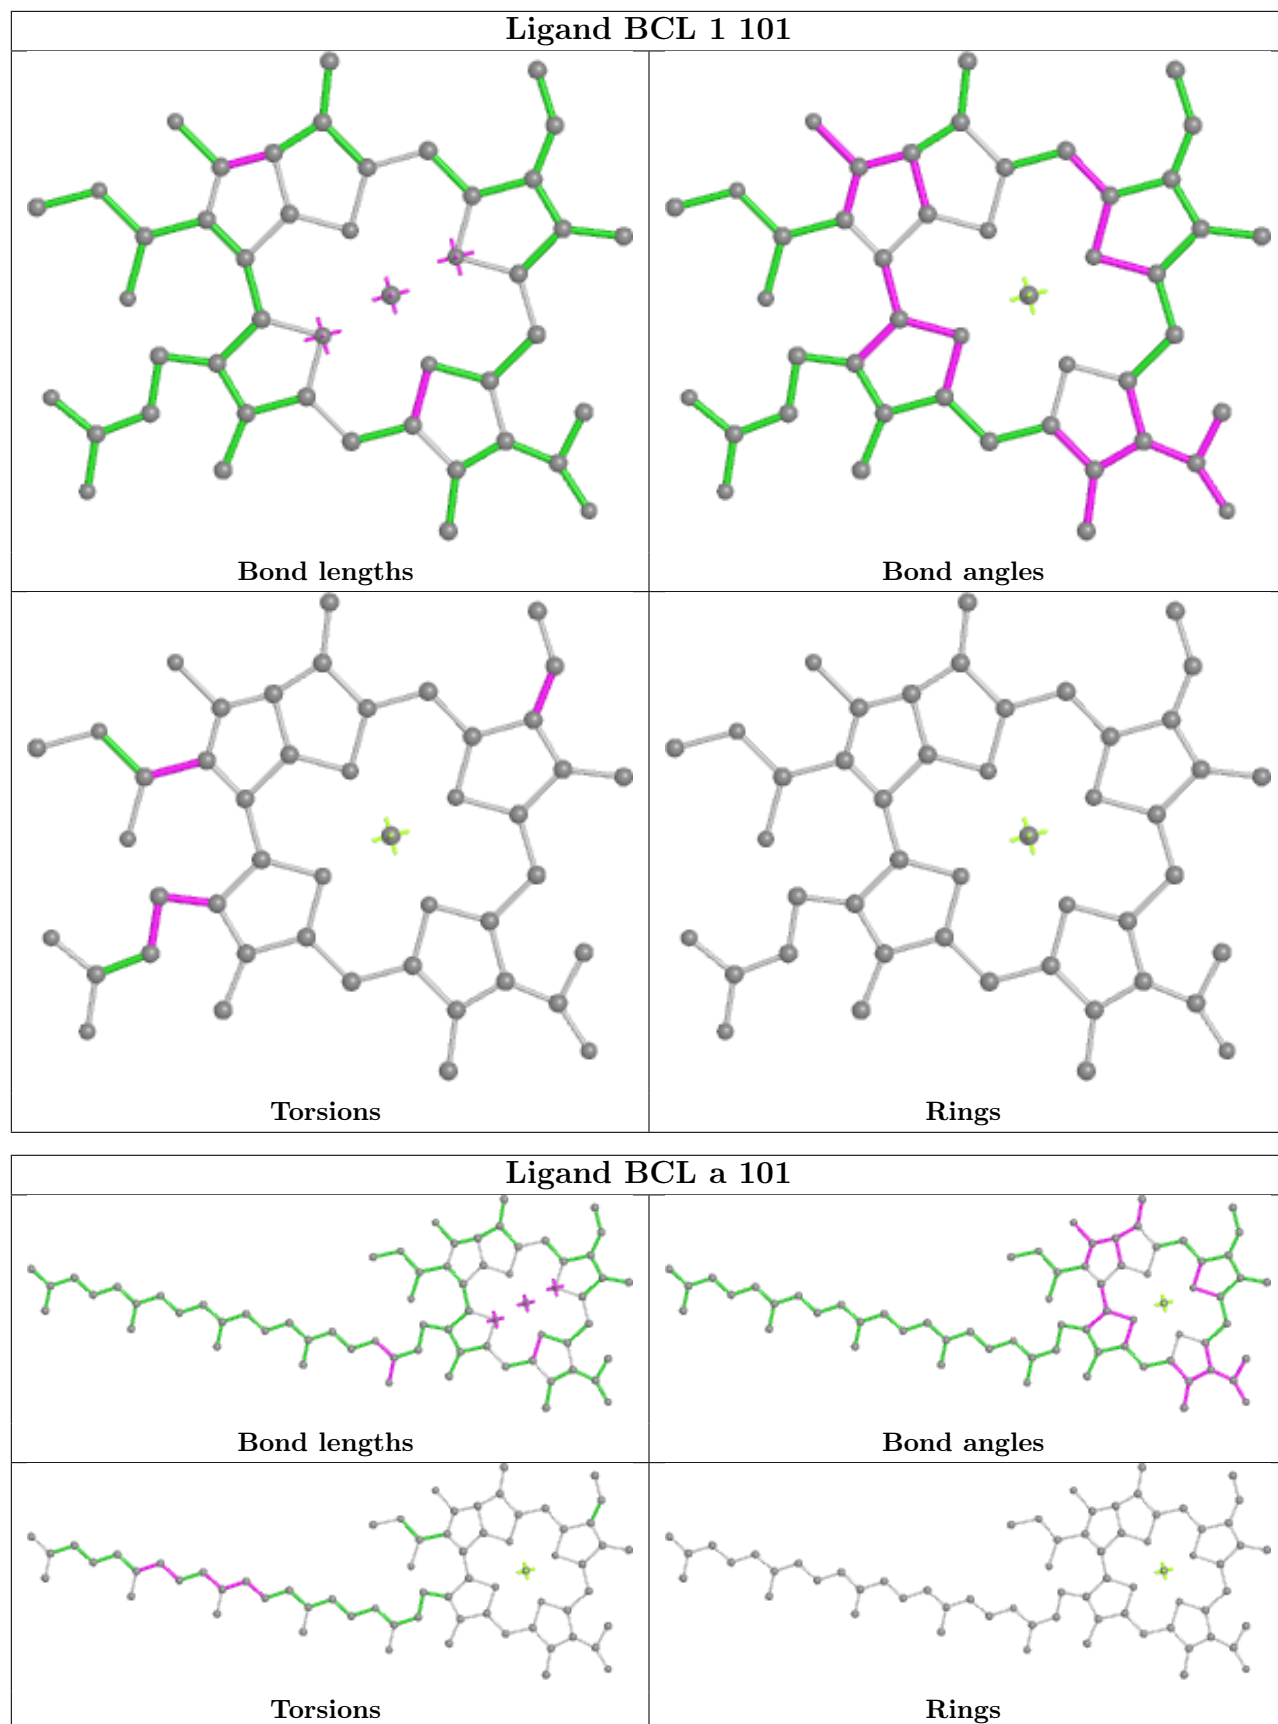 Ligand BCL 1 101
Bond lengths
Bond angles
Torsions
Rings
Ligand BCL a 101
Bond lengths
Bond angles
Torsions
Rings